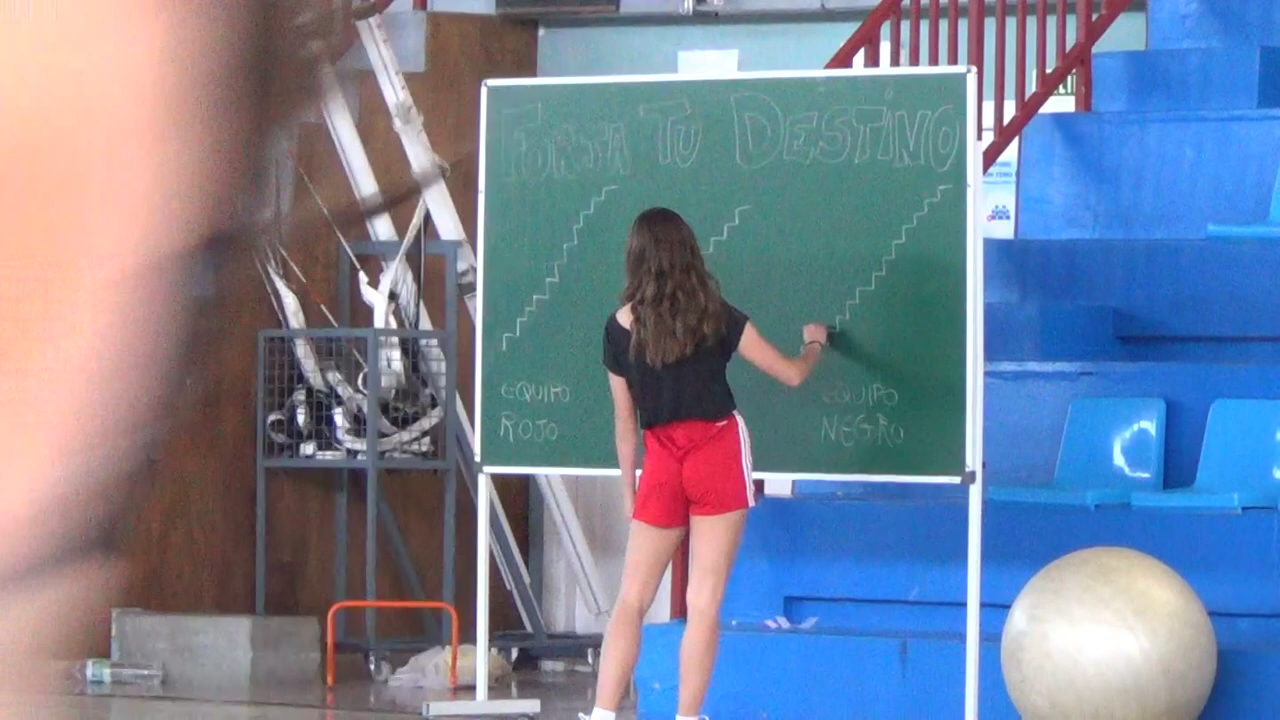 FORJA TU DESTINO
EQUIPO
ROJO
EQUIPO
NEGRO